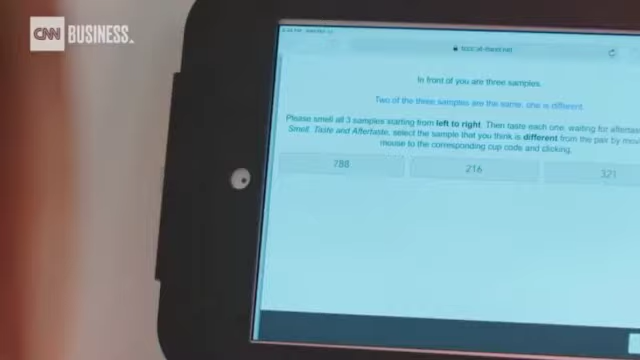 CNN BUSINESS.
In front of you are three samples.
Two of the three samples are the same, one is different.
Please smell all 3 samples starting from left to right. Then taste each one, waiting for
Smell, Taste and Aftertaste, select the sample that you think is different from the pair by
mouse to the corresponding cup code and clicking.
788 216 321